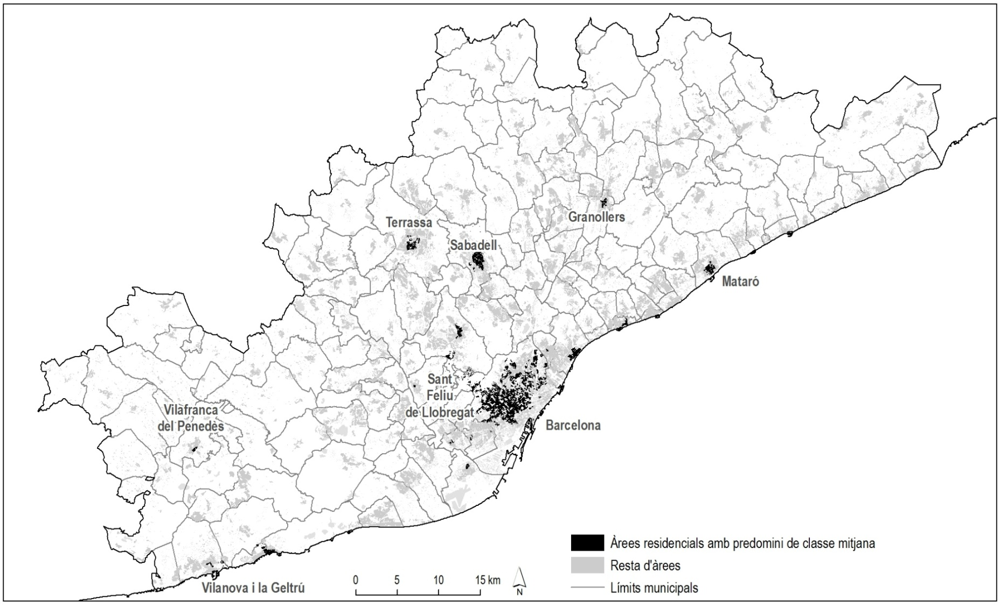 Terrassa
Granollers
Sabadell
Mataró
Sant
Feliu
de Llobregat
Vilafranca
del Penedès
Barcelona
Àrees residencials amb predomini de classe mitjana
Resta d'àrees
Límits municipals
0 5 10 15 km
N
Vilanova i la Geltrú